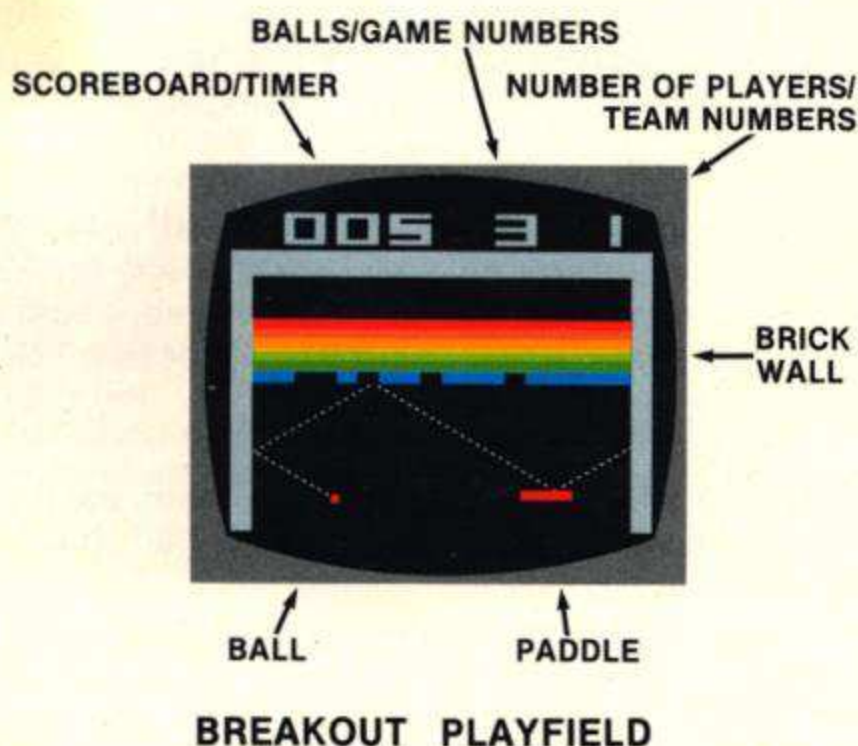 BALLS/GAME NUMBERS
SCOREBOARD/TIMER
NUMBER OF PLAYERS/
TEAM NUMBERS
005 3 1
BRICK
WALL
BALL
PADDLE
BREAKOUT PLAYFIELD